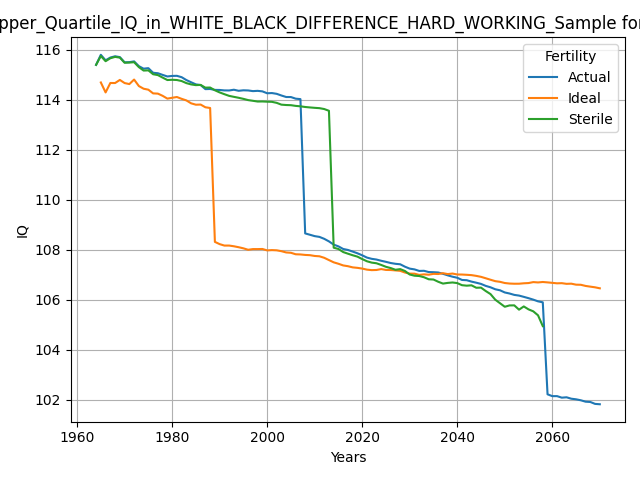 pper_Quartile_IQ_in_WHITE_BLACK_DIFFERENCE_HARD_WORKING_Sample for
Fertility
Actual
Ideal
Sterile
116
114
112
110
108
106
104
102
IQ
1960
1980
2000
2020
2040
2060
Years